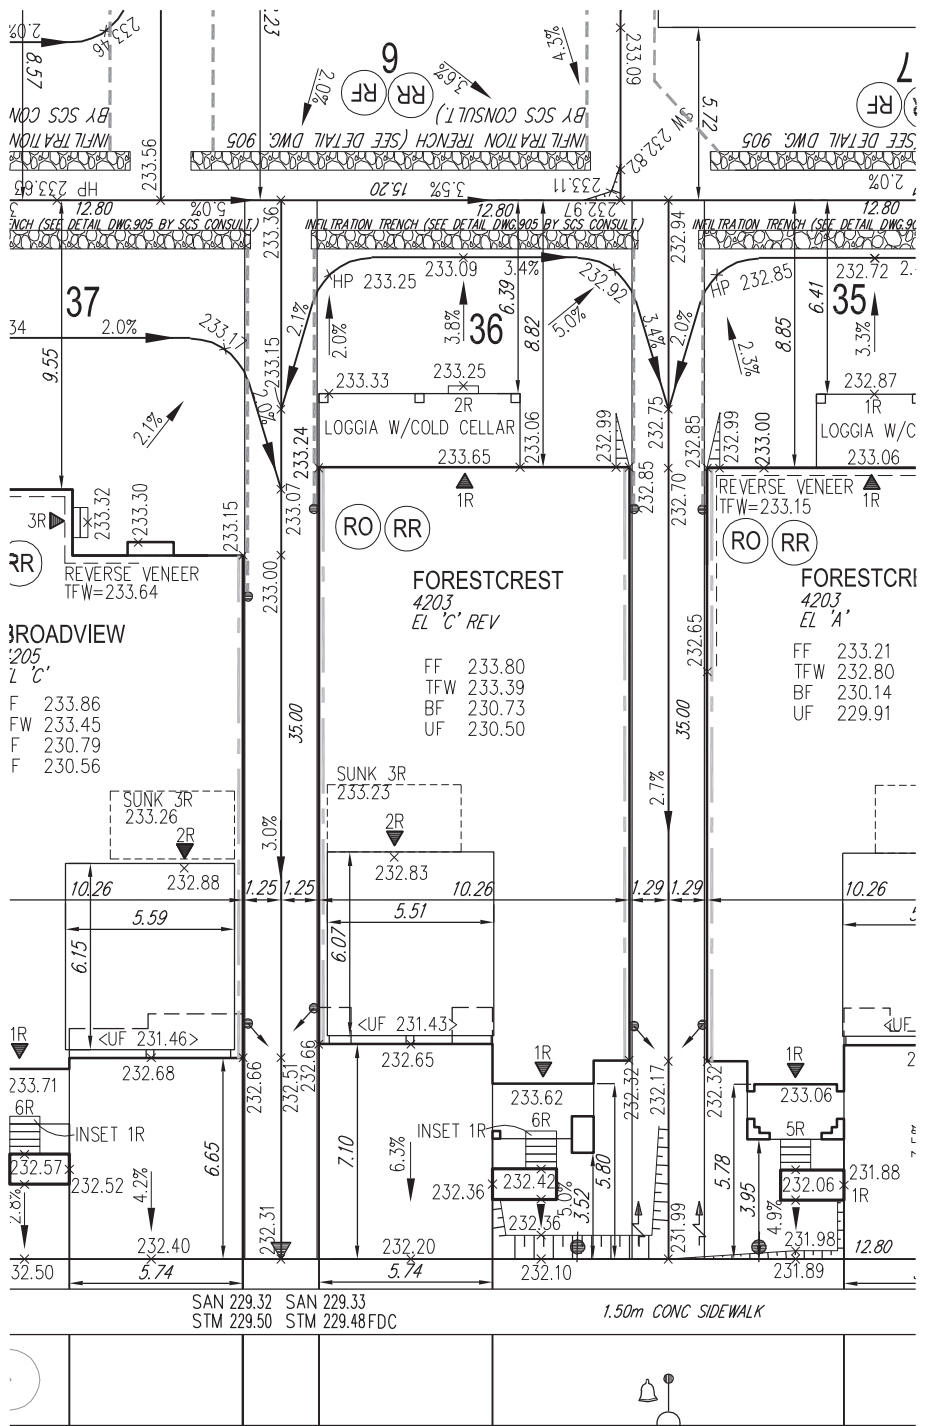 2.0%
233.46
8.57
.23
9
RF
RR
2.0%
3.6%
4.3%
233.09
5.72
7
RF
BY SCS CON
INFILTRATION
233.56
BY SCS CONSULT.)
INFILTRATION TRENCH (SEE DETAIL DWG. 905
SW 232.82
SEE DETAIL DWG. 905
HP
15.20
3.5%
233.11
2.0%
12.80
5.0%
233.36
12.80
232.97
232.94
12.80
NCH (SEE DETAIL DWG.905 BY SCS CONSULT.)
INFILTRATION TRENCH (SEE DETAIL DWG.905 BY SCS CONSULT.)
INFILTRATION TRENCH (SEE DETAIL DWG.90
37
34
2.0%
233.17
9.55
2.1%
2.0%
233.15
2.1%
HP 233.25
233.09
3.4%
232.92
6.39
8.82
2.0%
3.8%
36
5.0%
3.4%
2.0%
HP 232.85
232.72
6.41
35
8.85
2.3%
3.3%
233.33
233.25
2R
LOGGIA W/COLD CELLAR
233.65
1R
233.06
232.99
232.75
232.85
232.99
233.00
232.87
1R
LOGGIA W/C
233.06
1R
233.24
233.07
232.85
232.70
3R
233.32
233.30
233.15
233.00
RR
REVERSE VENEER
TFW=233.64
RO
RR
REVERSE VENEER
TFW=233.15
RO
RR
BROADVIEW
205
'C'
F 233.86
FW 233.45
F 230.79
F 230.56
FORESTCREST
4203
EL 'C' REV
FF 233.80
TFW 233.39
BF 230.73
UF 230.50
FORESTCRE
4203
EL 'A'
FF 233.21
TFW 232.80
BF 230.14
UF 229.91
232.65
35.00
35.00
3.0%
2.7%
SUNK 3R
233.26
2R
232.88
SUNK 3R
233.23
2R
232.83
10.26
1.25
1.25
10.26
1.29
1.29
10.26
5.59
5.51
6.15
6.07
<UF 231.46>
232.68
<UF 231.43>
232.65
<UF
1R
233.71
6R
INSET 1R
232.57
232.52
2.8%
4.2%
6.65
232.66
232.51
232.66
7.10
6.3%
INSET 1R
1R
233.62
6R
232.42
232.36
5.0%
3.52
5.80
232.36
232.32
232.17
232.32
5.78
3.95
1R
233.06
5R
232.06
231.88
1R
4.9%
231.98
32.50
232.40
232.31
232.20
232.10
231.99
231.89
12.80
5.74
5.74
SAN 229.32 SAN 229.33
STM 229.50 STM 229.48FDC
1.50m CONC SIDEWALK